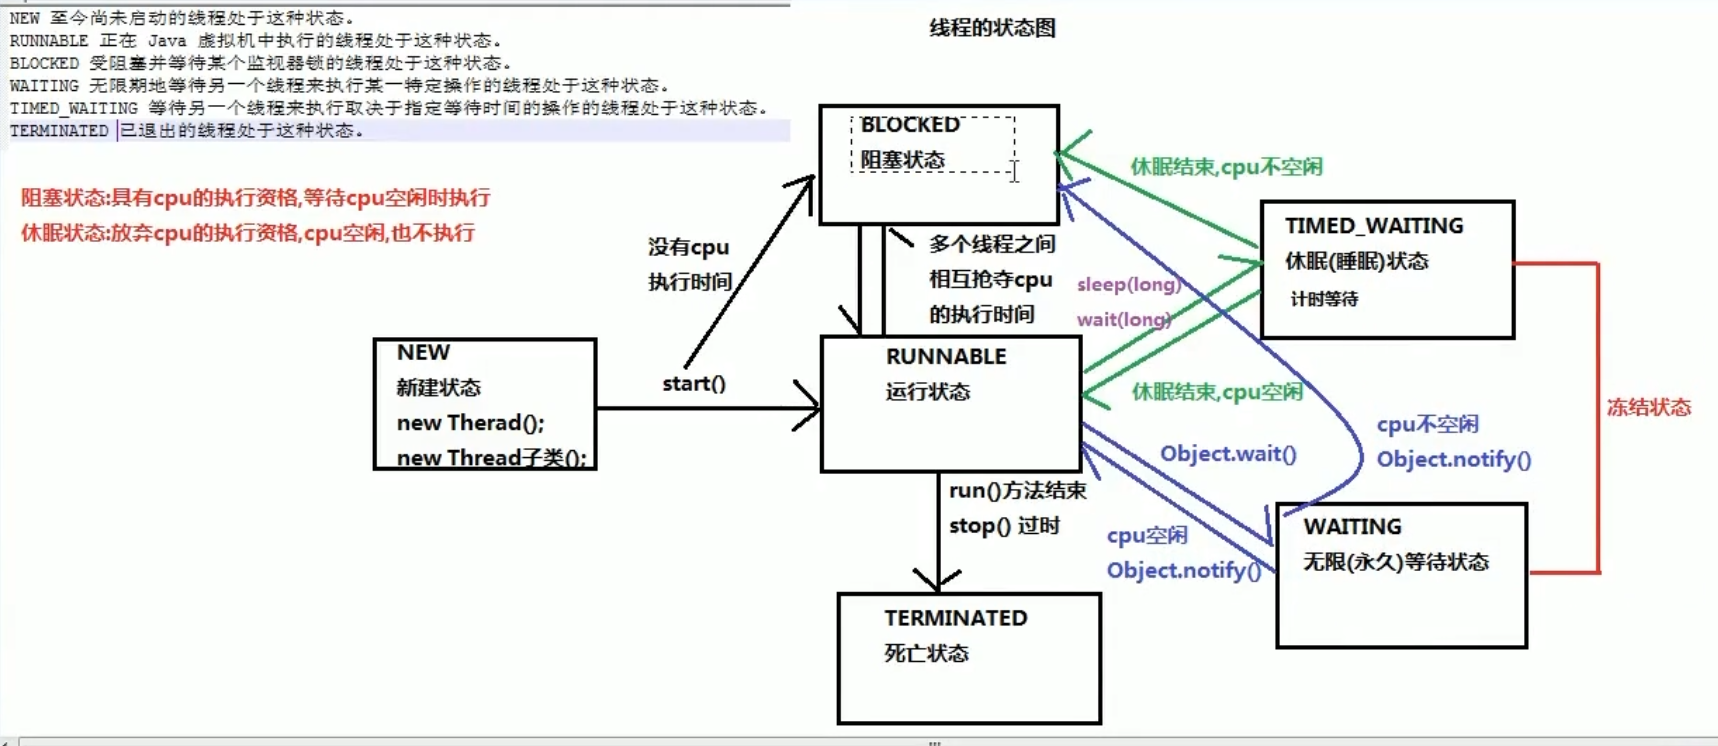 NEW 至今尚未启动的线程处于这种状态。
RUNNABLE 正在 Java 虚拟机中执行的线程处于这种状态。
BLOCKED 受阻塞并等待某个监视器锁的线程处于这种状态。
WAITING 无限期地等待另一个线程来执行某一特定操作的线程处于这种状态。
TIMED_WAITING 等待另一个线程来执行取决于指定等待时间的操作的线程处于这种状态。
TERMINATED 已退出的线程处于这种状态。
线程的状态图
阻塞状态:具有cpu的执行资格,等待cpu空闲时执行
休眠状态:放弃cpu的执行资格,cpu空闲,也不执行
BLOCKED
阻塞状态
休眠结束,cpu不空闲
TIMED_WAITING
休眠(睡眠)状态
计时等待
没有cpu
执行时间
多个线程之间
相互抢夺cpu
的执行时间
sleep(long)
wait(long)
NEW
新建状态
new Therad();
new Thread子类();
start()
RUNNABLE
运行状态
休眠结束,cpu空闲
冻结状态
cpu不空闲
Object.notify()
Object.wait()
run()方法结束
stop() 过时
cpu空闲
Object.notify()
WAITING
无限(永久)等待状态
TERMINATED
死亡状态